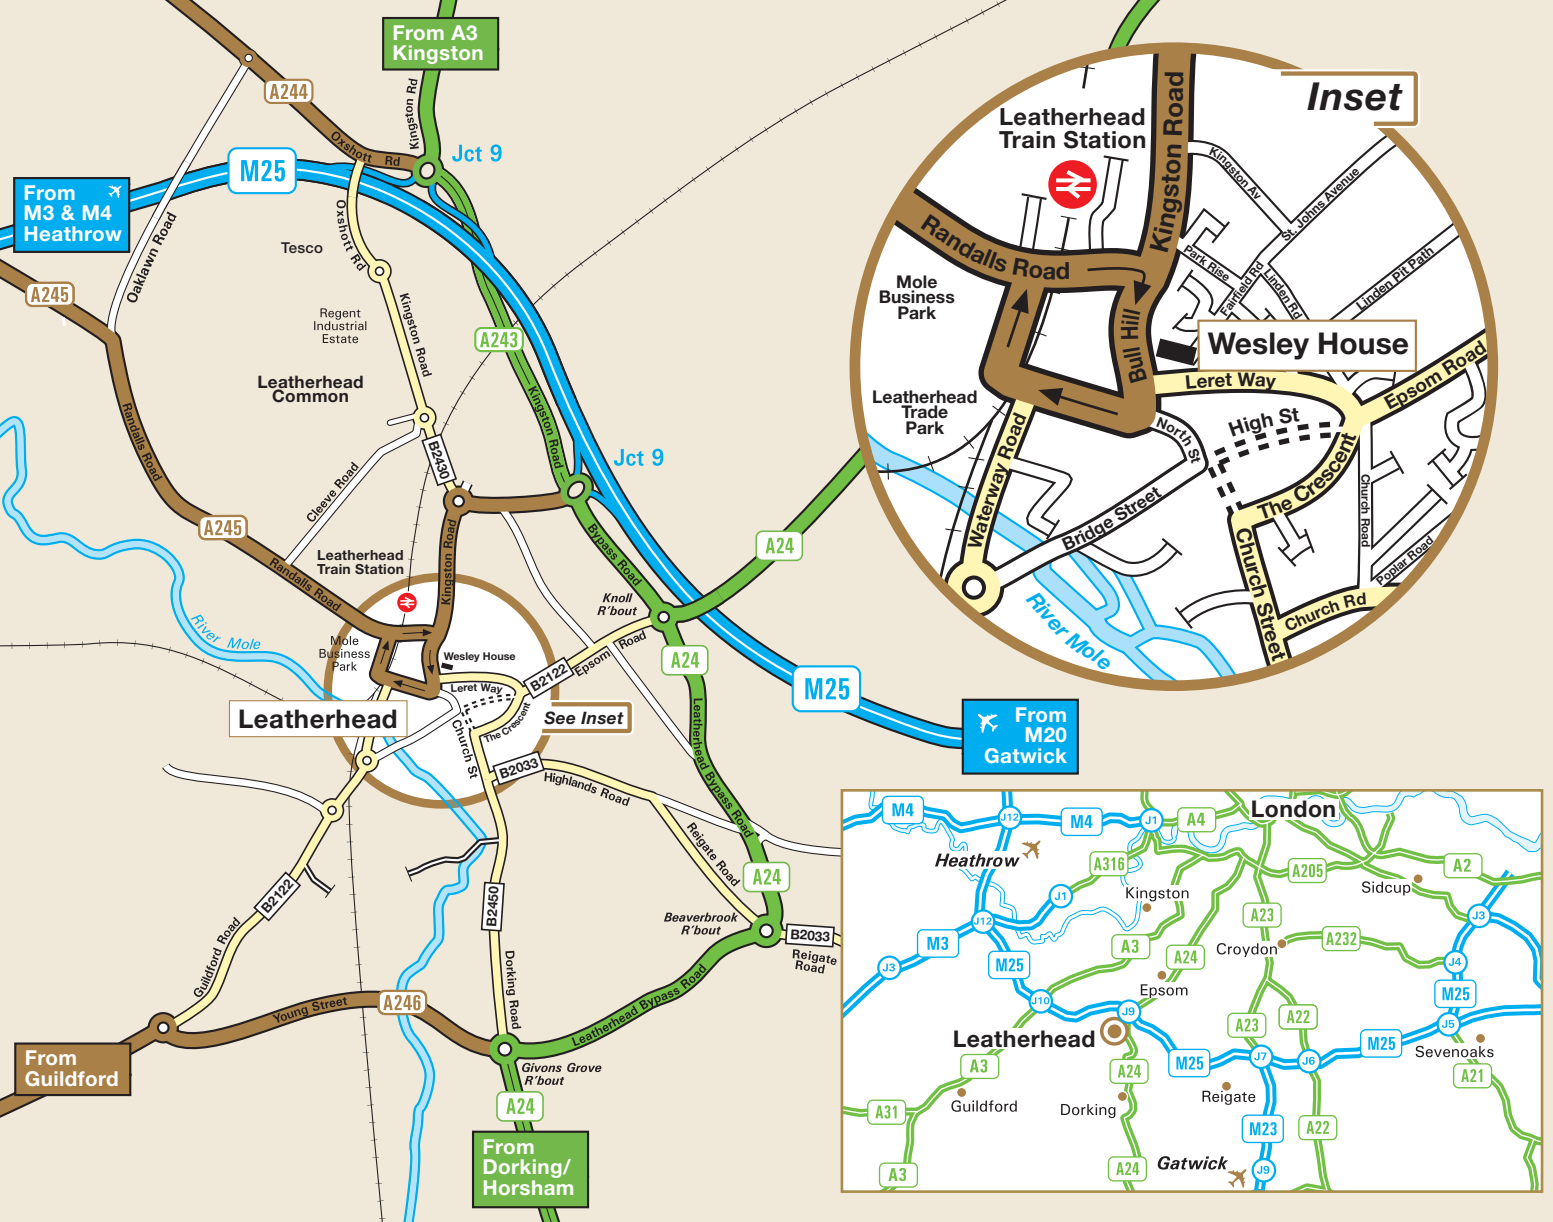 From A3
Kingston
A244
Kingston Rd
Oxshott Rd
Jct 9
M25
From
M3 & M4
Heathrow
Oaklawn Road
Oxshott Rd
Tesco
A245
Regent
Industrial
Estate
Kingston Road
A243
Leatherhead
Common
Kingston Road
Randalls Road
B2430
Jct 9
Cleeve Road
A245
Leatherhead
Train Station
Kingston Road
Randalls Road
Bypass Road
A24
Knoll
R'bout
River Mole
Mole
Business
Park
Wesley House
Epsom Road
B2122
A24
Leret Way
M25
Leatherhead
Church St
The Crescent
See Inset
From
M20
Gatwick
Leatherhead Bypass Road
B2033
Highlands Road
Reigate Road
A24
B2122
B2450
Beaverbrook
R'bout
B2033
Reigate
Road
Guildford Road
Dorking Road
Young Street
A246
Leatherhead Bypass Road
From
Guildford
Givons Grove
R'bout
A24
From
Dorking/
Horsham
Inset
Leatherhead
Train Station
Kingston Road
Kingston Av
St. Johns Avenue
Randalls Road
Park Rise
Fairfield Rd
Linden Rd
Linden Pit Path
Mole
Business
Park
Bull Hill
Wesley House
Leret Way
Epsom Road
Leatherhead
Trade
Park
High St
North St
The Crescent
Waterway Road
Bridge Street
Church Road
Poplar Road
Church Street
Church Rd
River Mole
London
M4
J12
M4
J1
A4
Heathrow
A316
A205
A2
Sidcup
J1
Kingston
J12
A23
J3
M3
A3
Croydon
A232
J3
M25
A24
J4
Epsom
M25
J10
J9
A23
A22
J5
Leatherhead
M25
Sevenoaks
A3
A24
M25
J7
J6
A21
Guildford
Reigate
A31
Dorking
M23
A22
A3
A24
Gatwick
J9